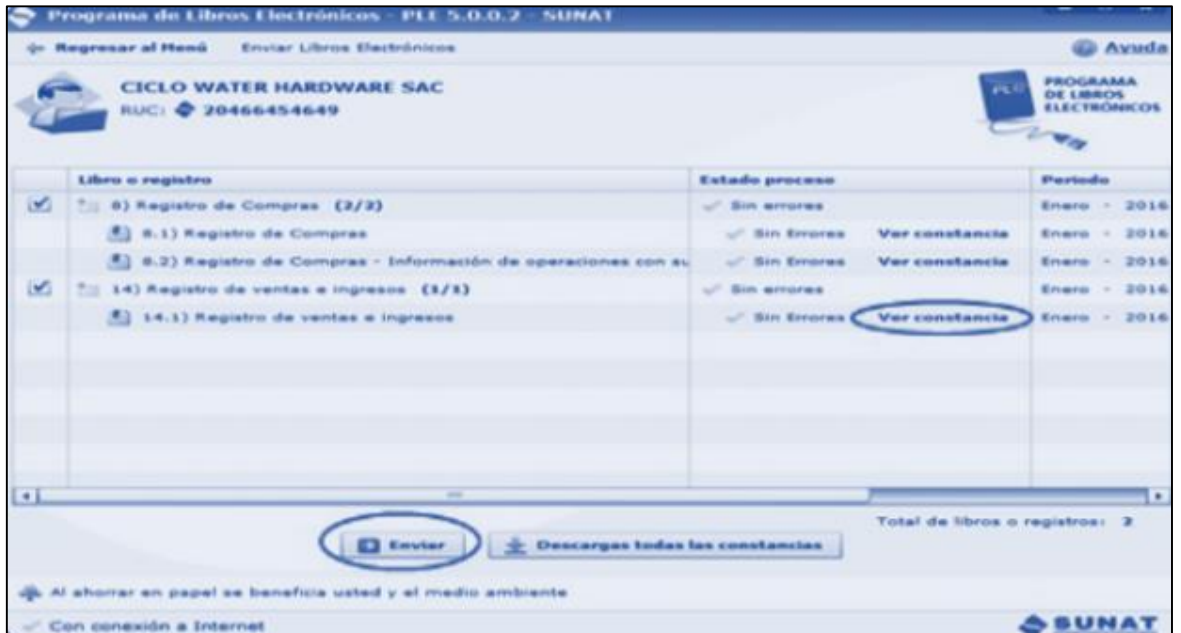 Programa de Libros Electrónicos - PLE 5.0.0.2 - SUNAT
Regresar al Menú Enviar Libros Electrónicos Ayuda
CICLO WATER HARDWARE SAC
RUC: 20466454649
PLE
PROGRAMA
DE LIBROS
ELECTRÓNICOS
Libro o registro Estado proceso Periodo
8) Registro de Compras (2/2) Sin errores Enero - 2016
8.1) Registro de Compras Sin Errores Ver constancia Enero - 2016
8.2) Registro de Compras - Información de operaciones con su Sin Errores Ver constancia Enero - 2016
14) Registro de ventas e ingresos (1/1) Sin errores Enero - 2016
14.1) Registro de ventas e ingresos Sin Errores Ver constancia Enero - 2016
Total de libros o registros: 2
Enviar Descargas todas las constancias
Al ahorrar en papel se beneficia usted y el medio ambiente
Con conexión a Internet SUNAT